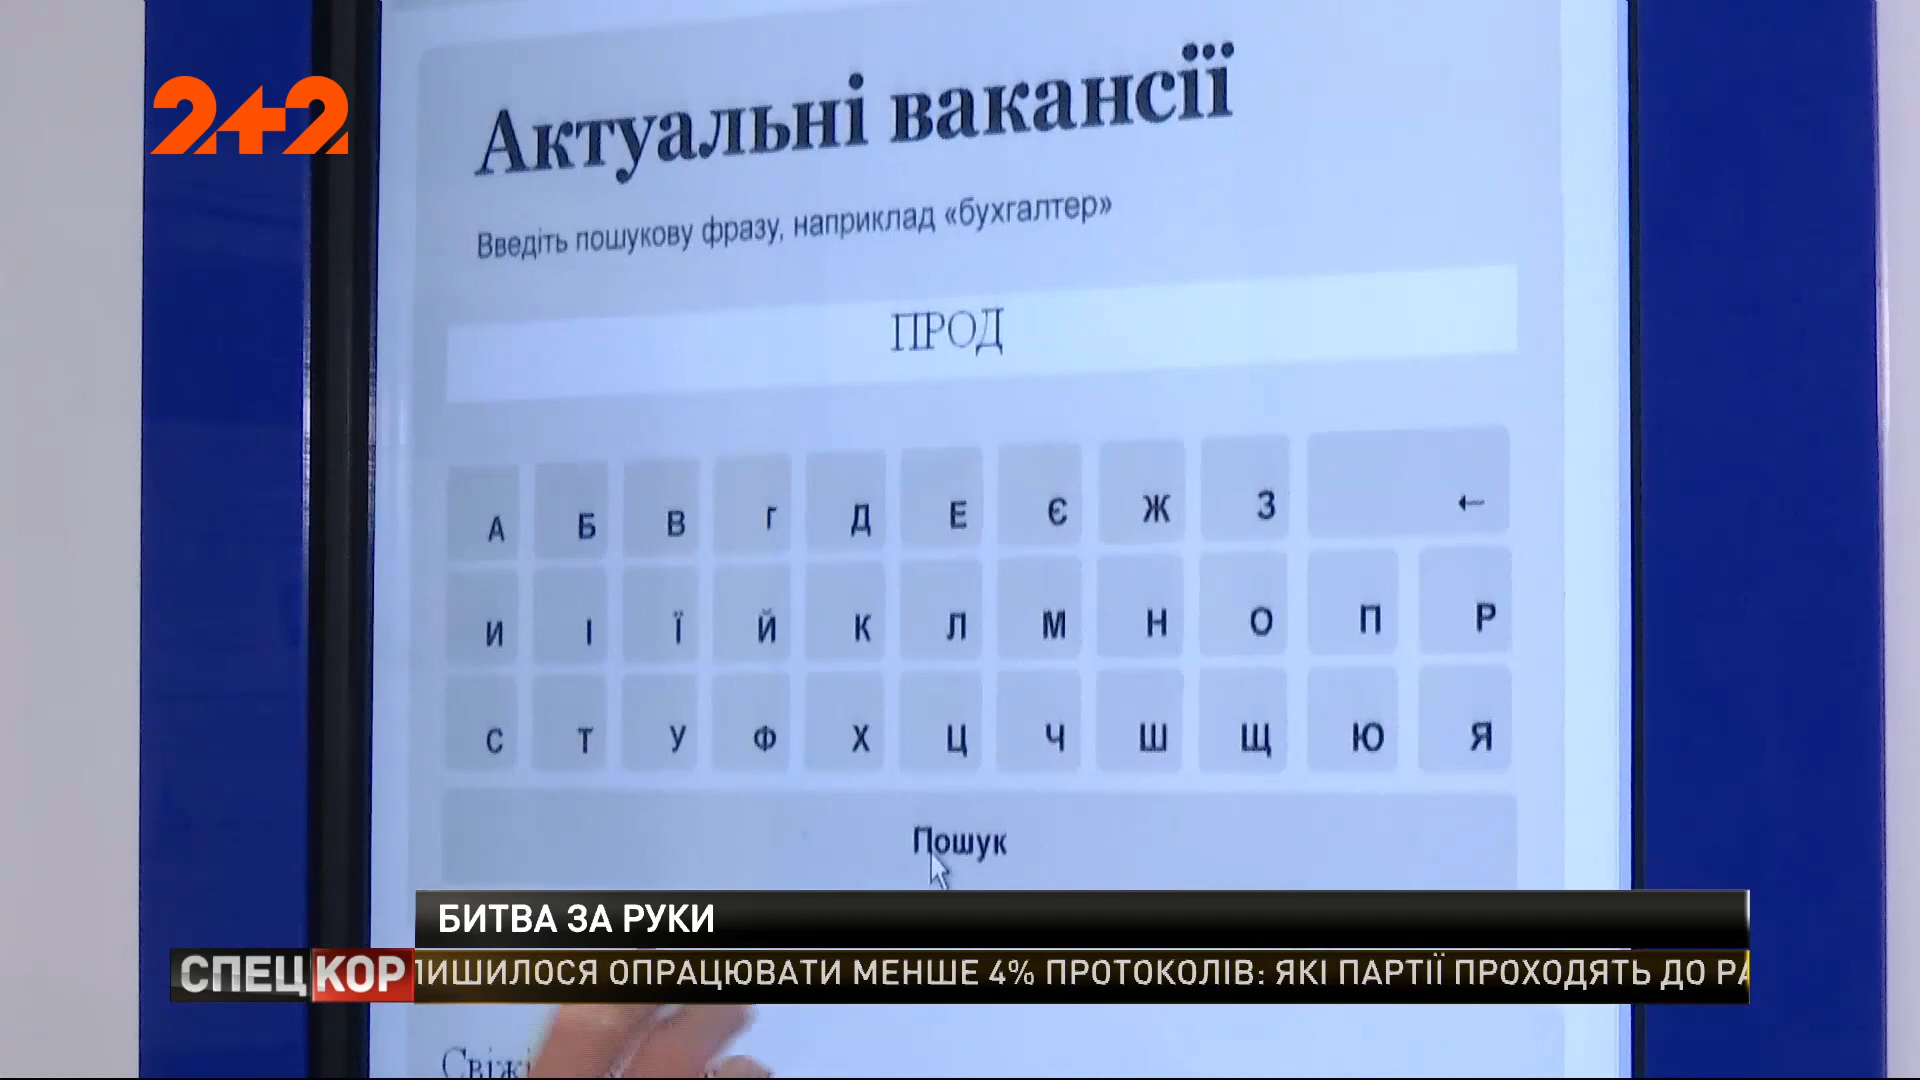 2+2
Актуальні вакансії
Введіть пошукову фразу, наприклад «бухгалтер»
ПРОД
А Б В Г Д Е Є Ж З ←
И І Ї Й К Л М Н О П Р
С Т У Ф Х Ц Ч Ш Щ Ю Я
Пошук
БИТВА ЗА РУКИ
СПЕЦКОР
ЛИШИЛОСЯ ОПРАЦЮВАТИ МЕНШЕ 4% ПРОТОКОЛІВ: ЯКІ ПАРТІЇ ПРОХОДЯТЬ ДО РА
Свіжі